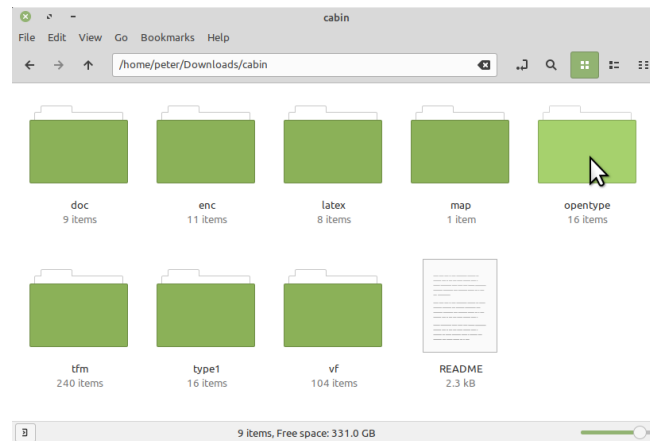 cabin
File Edit View Go Bookmarks Help
/home/peter/Downloads/cabin
doc enc latex map opentype
9 items 11 items 8 items 1 item 16 items
tfm type1 vf README
240 items 16 items 104 items 2.3 kB
9 items, Free space: 331.0 GB